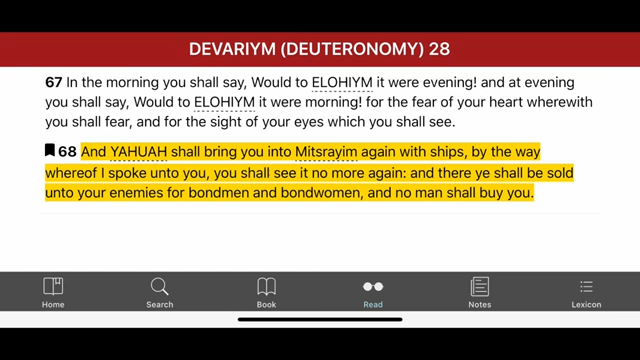 DEVARIYM (DEUTERONOMY) 28
67 In the morning you shall say, Would to ELOHIYM it were evening! and at evening
you shall say, Would to ELOHIYM it were morning! for the fear of your heart wherewith
you shall fear, and for the sight of your eyes which you shall see.
68 And YAHUAH shall bring you into Mitsrayim again with ships, by the way
whereof I spoke unto you, you shall see it no more again: and there ye shall be sold
unto your enemies for bondmen and bondwomen, and no man shall buy you.
Home Search Book Read Notes Lexicon